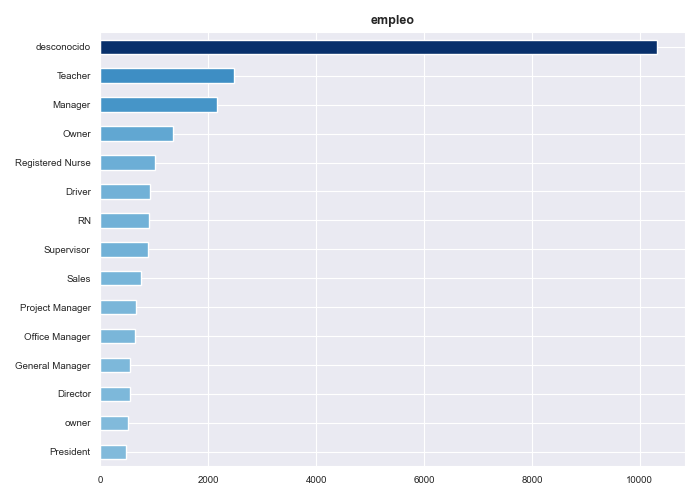 empleo
desconocido
Teacher
Manager
Owner
Registered Nurse
Driver
RN
Supervisor
Sales
Project Manager
Office Manager
General Manager
Director
owner
President
0 2000 4000 6000 8000 10000